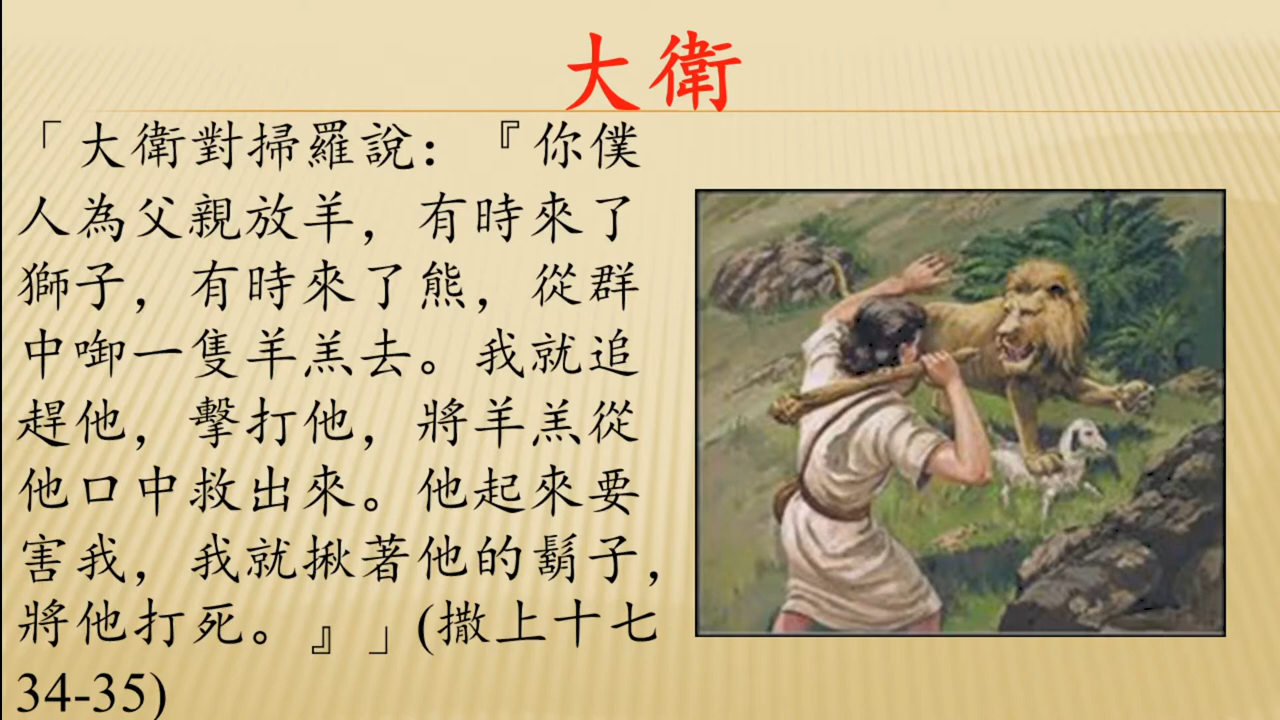 大衛
「大衛對掃羅說:『你僕
人為父親放羊,有時來了
獅子,有時來了熊,從群
中啣一隻羊羔去。我就追
趕他,擊打他,將羊羔從
他口中救出來。他起來要
害我,我就揪著他的鬍子,
將他打死。』」(撒上十七
34-35)